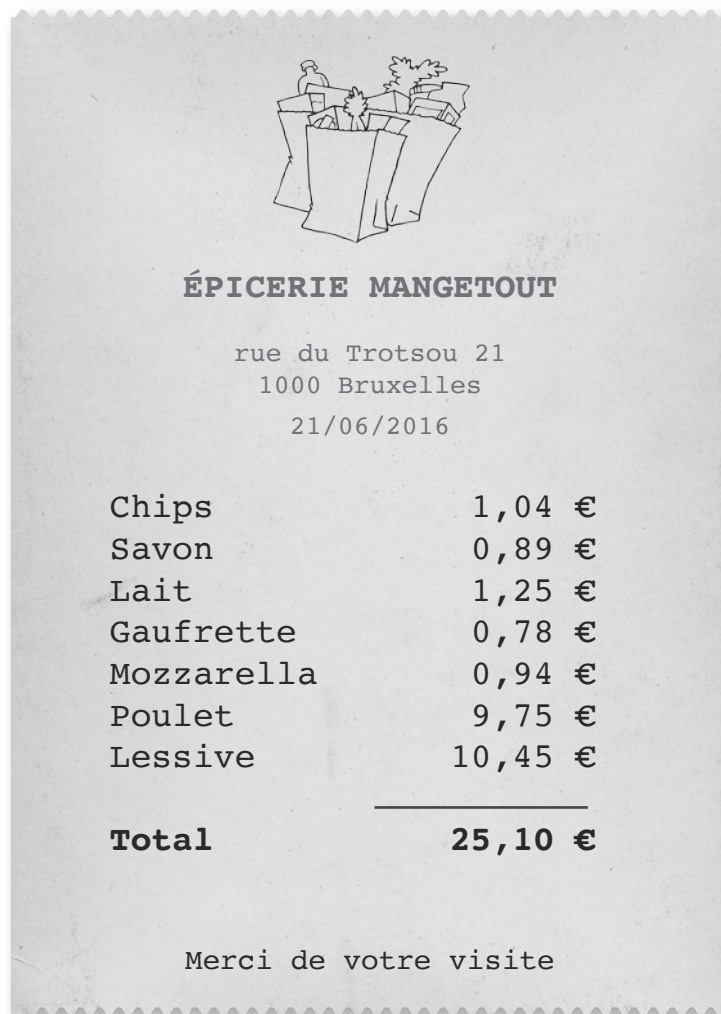 ÉPICERIE MANGETOUT
rue du Trotsou 21
1000 Bruxelles
21/06/2016
Chips 1,04 €
Savon 0,89 €
Lait 1,25 €
Gaufrette 0,78 €
Mozzarella 0,94 €
Poulet 9,75 €
Lessive 10,45 €
Total 25,10 €
Merci de votre visite